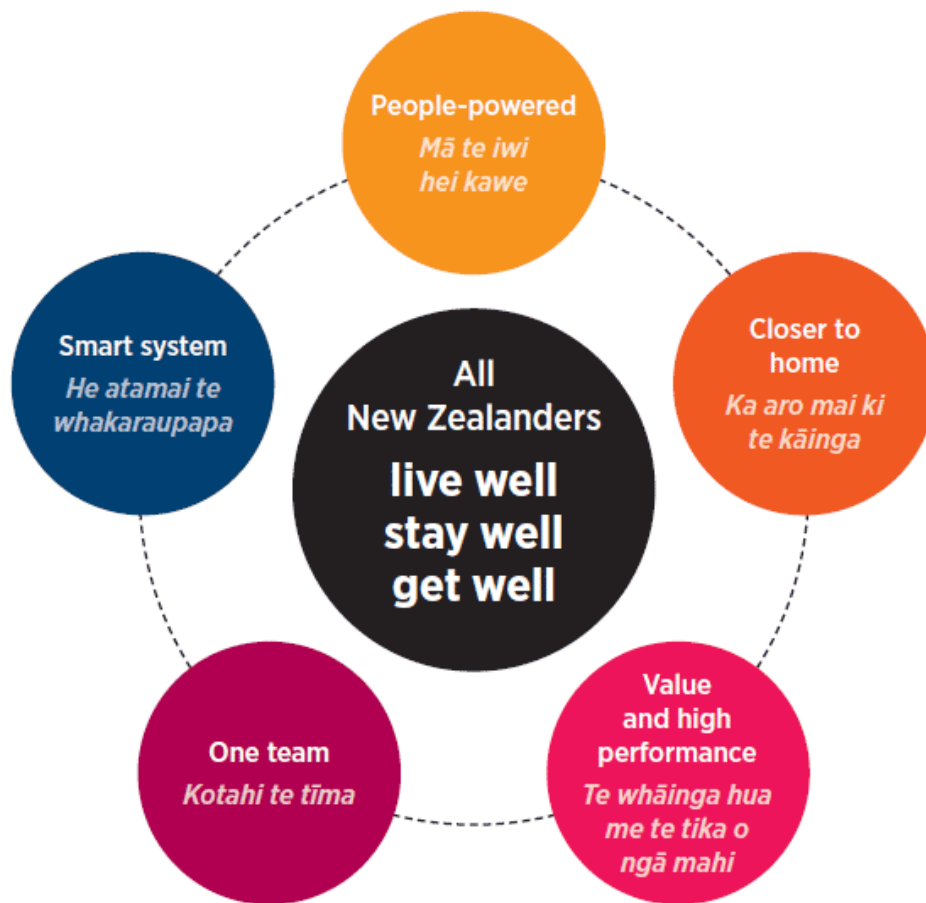 People-powered
Mā te iwi
hei kawe
Closer to
home
Ka aro mai ki
te kāinga
Value
and high
performance
Te whāinga hua
me te tika o
ngā mahi
One team
Kotahi te tīma
Smart system
He atamai te
whakaraupapa
All
New Zealanders
live well
stay well
get well